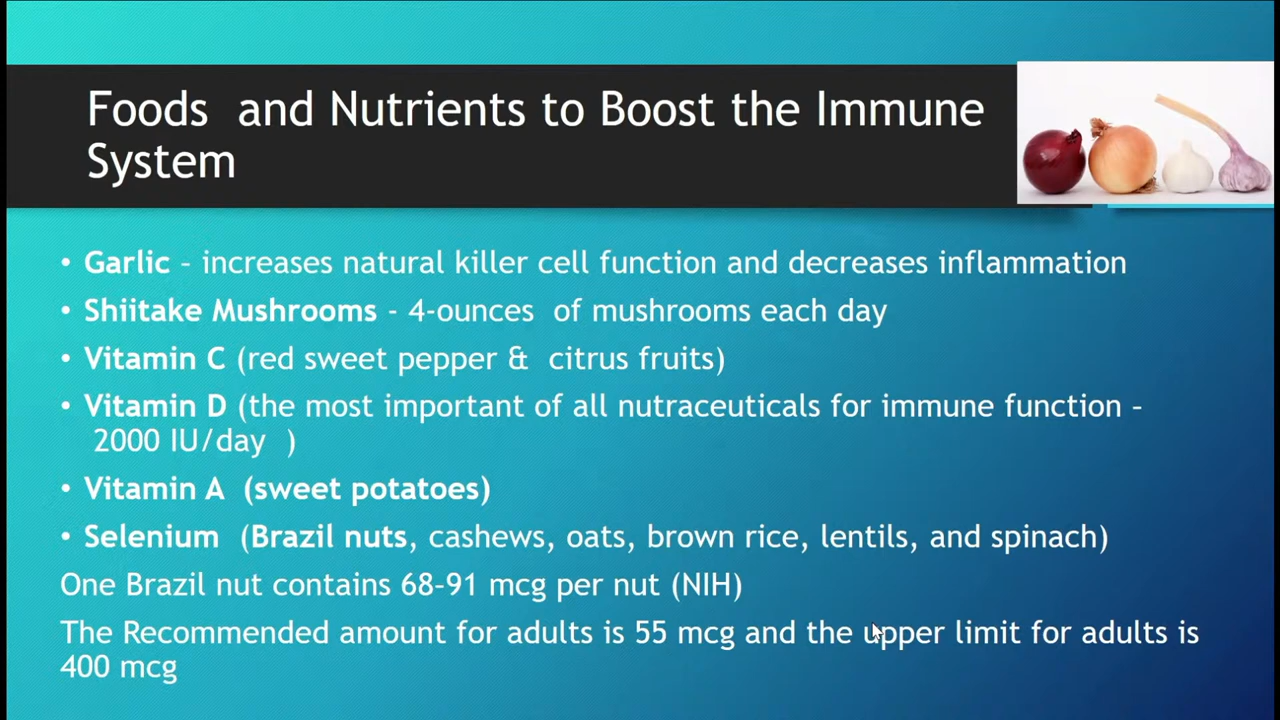 Foods  and Nutrients to Boost the Immune
System
• Garlic – increases natural killer cell function and decreases inflammation
• Shiitake Mushrooms - 4-ounces  of mushrooms each day
• Vitamin C (red sweet pepper &  citrus fruits)
• Vitamin D (the most important of all nutraceuticals for immune function –
2000 IU/day  )
• Vitamin A  (sweet potatoes)
• Selenium  (Brazil nuts, cashews, oats, brown rice, lentils, and spinach)
One Brazil nut contains 68–91 mcg per nut (NIH)
The Recommended amount for adults is 55 mcg and the upper limit for adults is
400 mcg